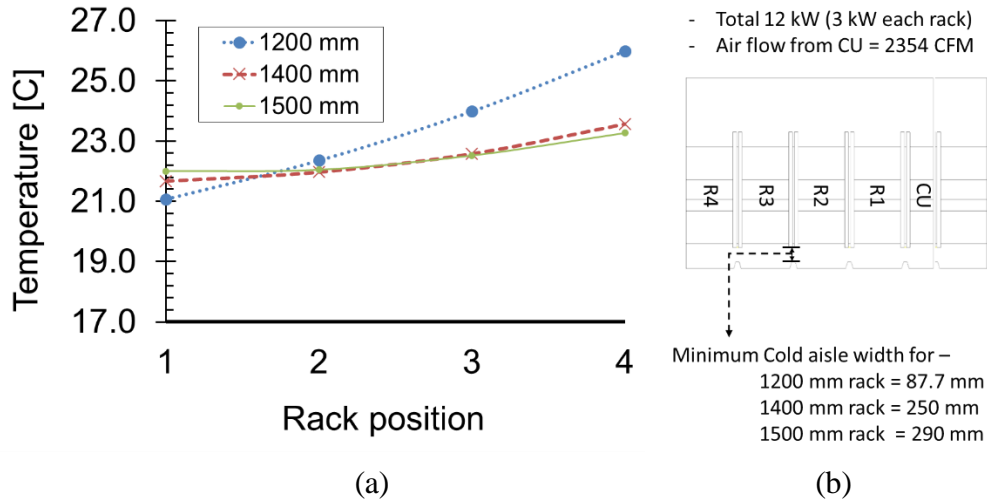 27.0
25.0
23.0
21.0
19.0
17.0
Temperature [C]
1200 mm
1400 mm
1500 mm
1 2 3 4
Rack position
(a)
- Total 12 kW (3 kW each rack)
- Air flow from CU = 2354 CFM
R4 R3 R2 R1 CU
Minimum Cold aisle width for –
1200 mm rack = 87.7 mm
1400 mm rack = 250 mm
1500 mm rack = 290 mm
(b)